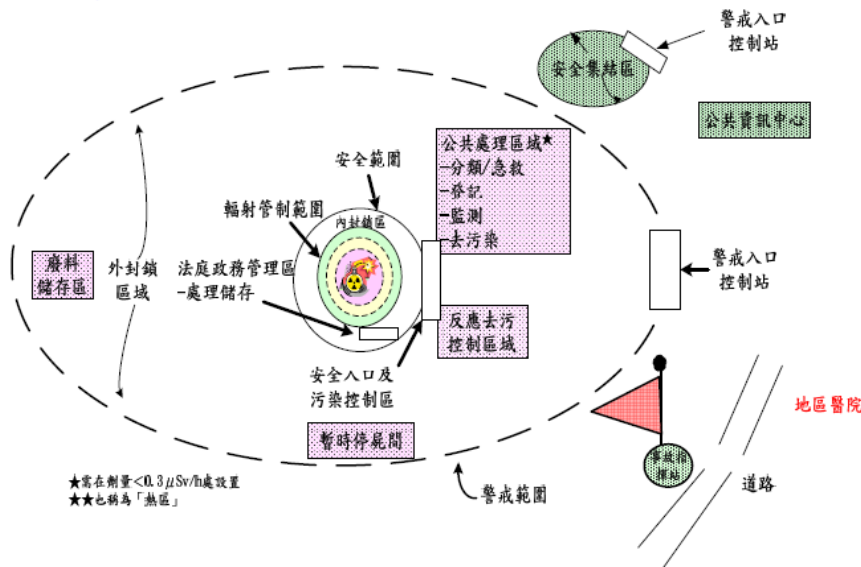 警戒入口
控制站
安全集結區
公共資訊中心
公共處理區域★
-分類/急救
-登記
-監測
-去污染
安全範圍
輻射管制範圍
內封鎖區
廢料
儲存區
外封鎖
區域
法庭政務管理區
-處理儲存
警戒入口
控制站
反應去污
控制區域
安全入口及
污染控制區
暫時停屍間
地區醫院
道路
警戒範圍
★需在劑量<0.3μSv/h處設置
★★也稱為「熱區」